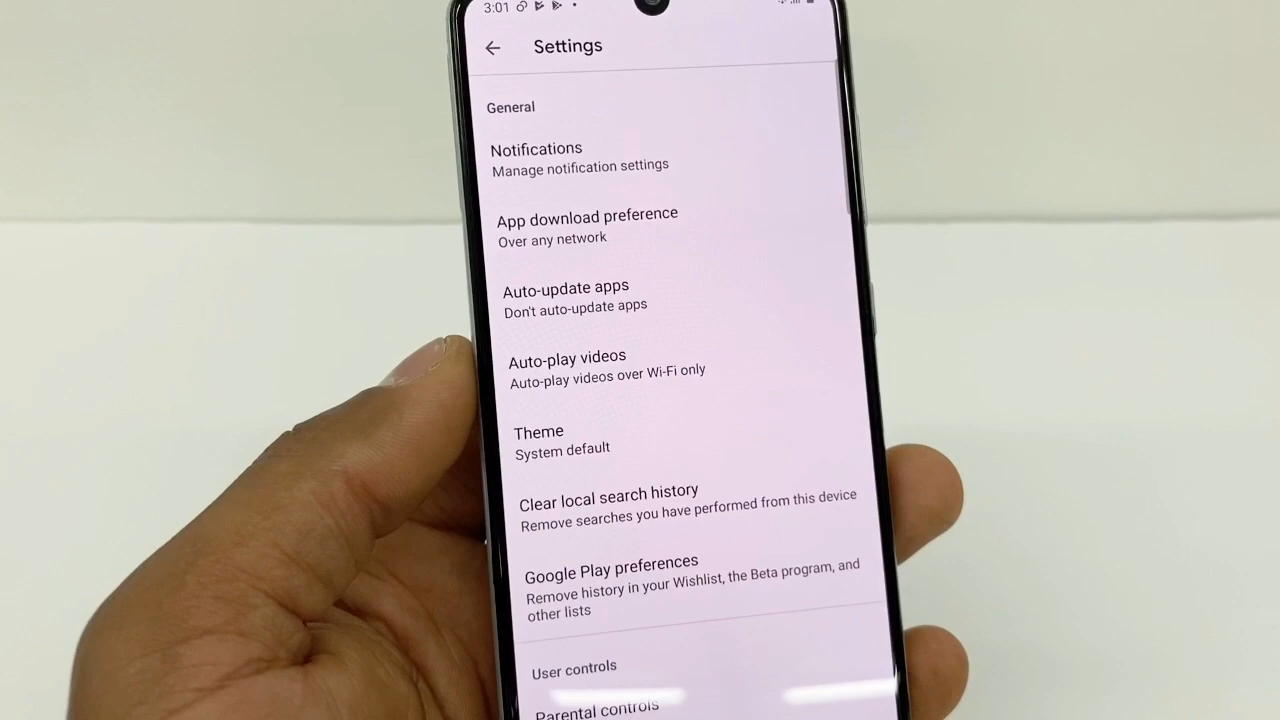 3:01
Settings
General
Notifications
Manage notification settings
App download preference
Over any network
Auto-update apps
Don't auto-update apps
Auto-play videos
Auto-play videos over Wi-Fi only
Theme
System default
Clear local search history
Remove searches you have performed from this device
Google Play preferences
Remove history in your Wishlist, the Beta program, and
other lists
User controls
Parental controls